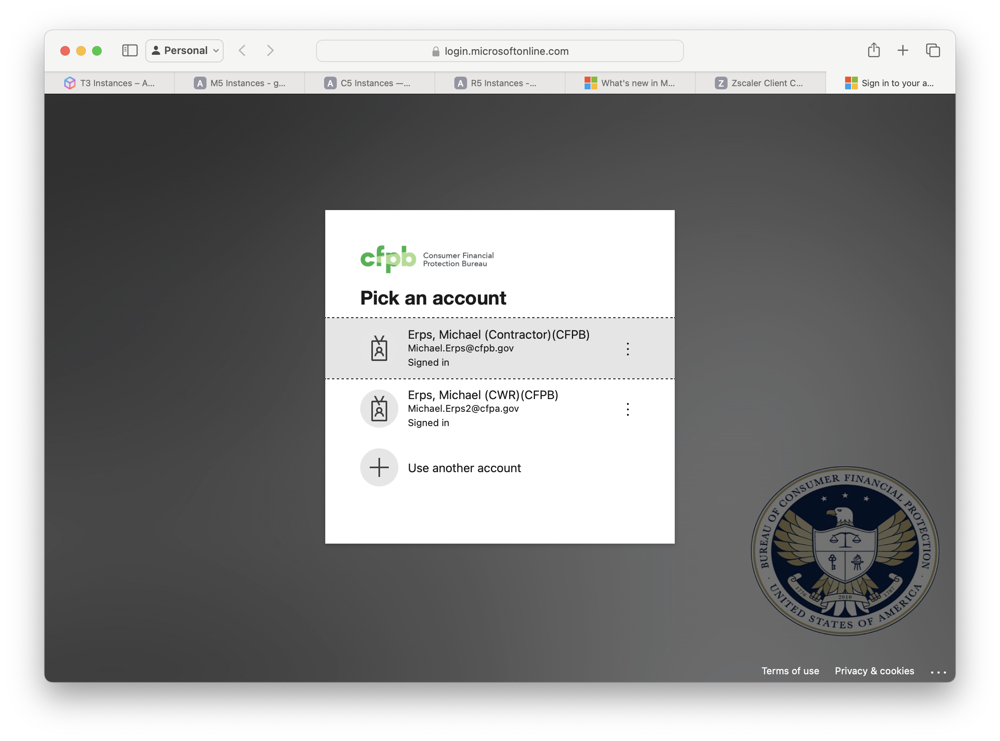 Personal
login.microsoftonline.com
T3 Instances – A...
A M5 Instances - g...
A C5 Instances —...
A R5 Instances -...
What's new in M...
Z Zscaler Client C...
Sign in to your a...
cfpb Consumer Financial
Protection Bureau
Pick an account
Erps, Michael (Contractor)(CFPB)
Michael.Erps@cfpb.gov
Signed in
Erps, Michael (CWR)(CFPB)
Michael.Erps2@cfpa.gov
Signed in
Use another account
BUREAU OF CONSUMER FINANCIAL PROTECTION
1776 2010 1787
UNITED STATES OF AMERICA
Terms of use Privacy & cookies ...